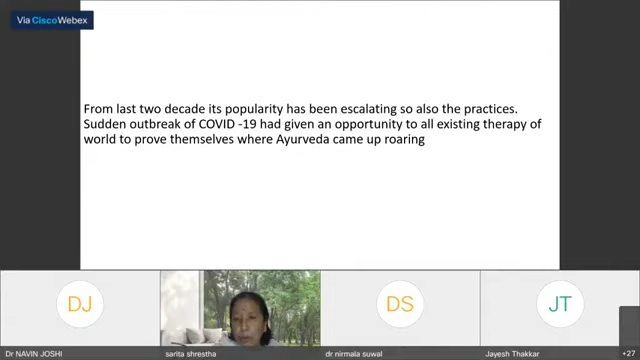 Via Cisco Webex
From last two decade its popularity has been escalating so also the practices.
Sudden outbreak of COVID -19 had given an opportunity to all existing therapy of
world to prove themselves where Ayurveda came up roaring
DJ
DS
JT
Dr NAVIN JOSHI
sarita shrestha
dr nirmala suwal
Jayesh Thakkar
+27